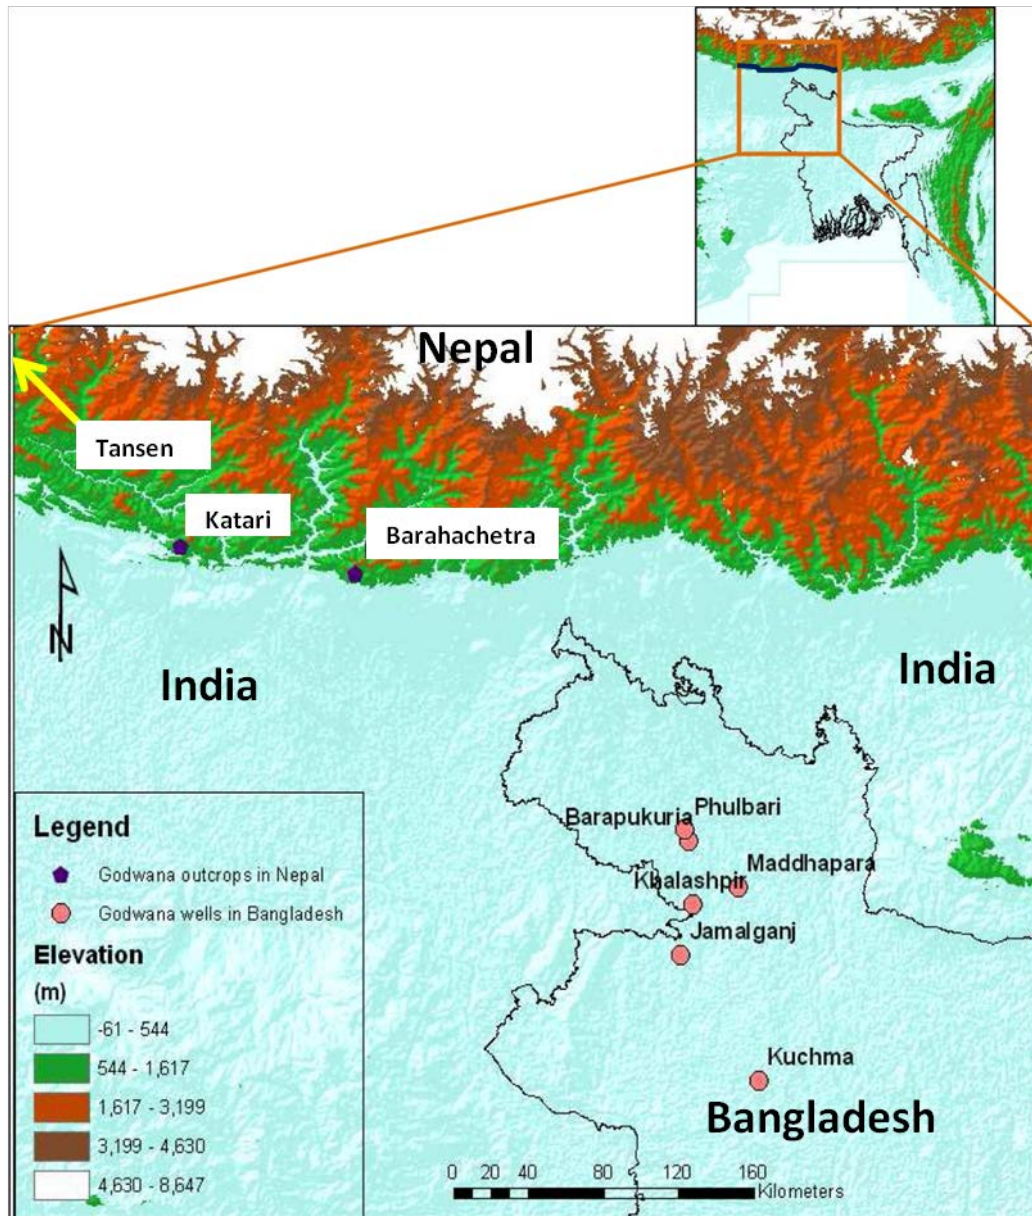 Nepal
Tansen
Katari
Barahachetra
N
India
India
Barapukuria
Phulbari
Maddhapara
Khalashpir
Jamalganj
Kuchma
Bangladesh
Legend
Godwana outcrops in Nepal
Godwana wells in Bangladesh
Elevation
(m)
-61 - 544
544 - 1,617
1,617 - 3,199
3,199 - 4,630
4,630 - 8,647
0 20 40 80 120 160
Kilometers